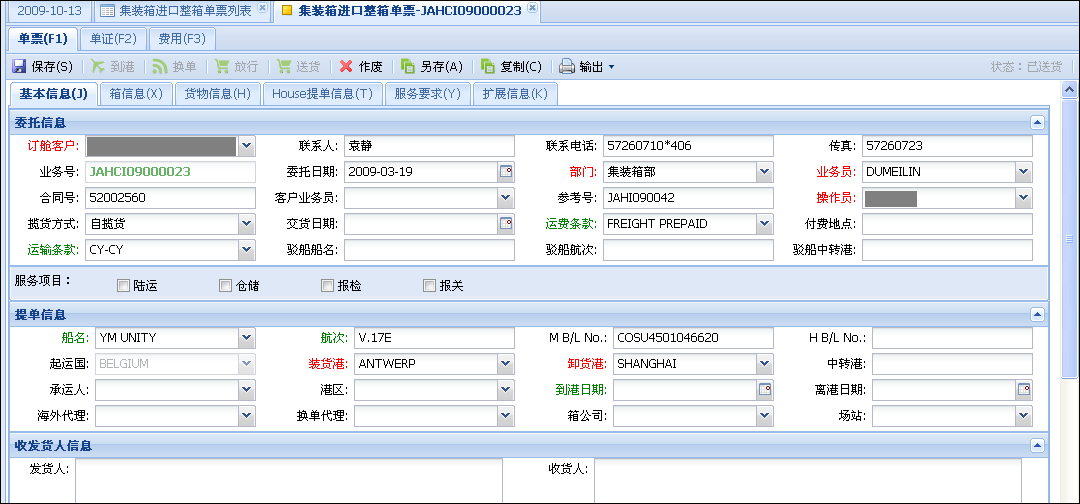 2009-10-13 集装箱进口整箱单票列表 集装箱进口整箱单票-JAHCI09000023
单票(F1) 单证(F2) 费用(F3)
保存(S) 到港 换单 放行 送货 作废 另存(A) 复制(C) 输出 状态：已送货
基本信息(J) 箱信息(X) 货物信息(H) House提单信息(T) 服务要求(Y) 扩展信息(K)
委托信息
订舱客户: 联系人: 袁静 联系电话: 57260710*406 传真: 57260723
业务号: JAHCI09000023 委托日期: 2009-03-19 部门: 集装箱部 业务员: DUMEILIN
合同号: 52002560 客户业务员: 参考号: JAHI090042 操作员:
揽货方式: 自揽货 交货日期: 运费条款: FREIGHT PREPAID 付费地点:
运输条款: CY-CY 驳船船名: 驳船航次: 驳船中转港:
服务项目： 陆运 仓储 报检 报关
提单信息
船名: YM UNITY 航次: V.17E M B/L No.: COSU4501046620 H B/L No.:
起运国: BELGIUM 装货港: ANTWERP 卸货港: SHANGHAI 中转港:
承运人: 港区: 到港日期: 离港日期:
海外代理: 换单代理: 箱公司: 场站:
收发货人信息
发货人: 收货人: